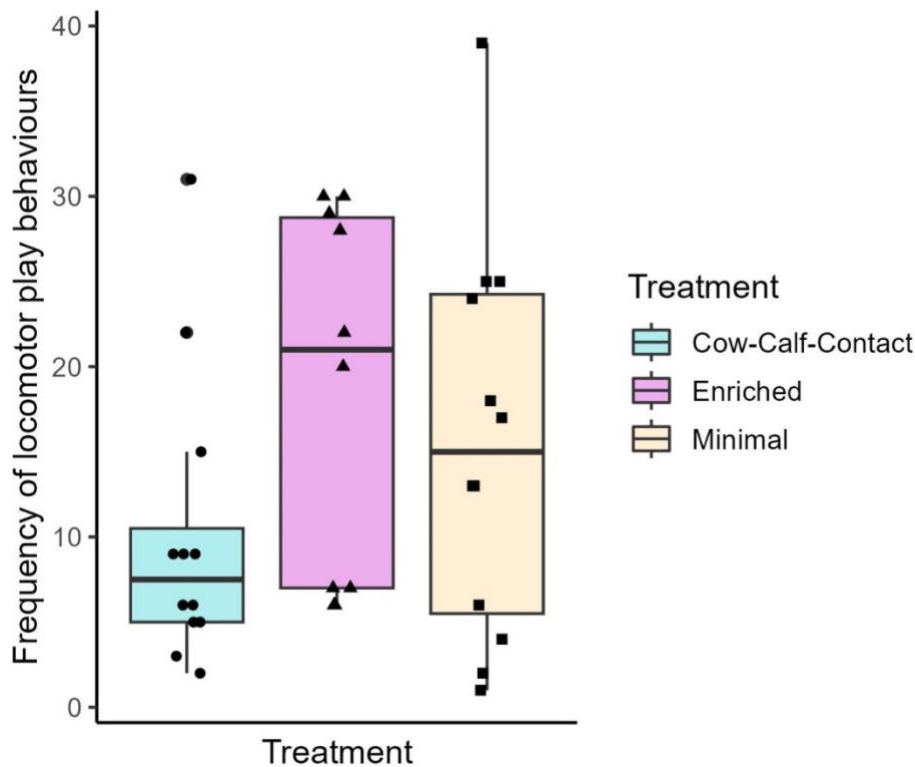 Frequency of locomotor play behaviours
40
30
20
10
0
Treatment
Treatment
Cow-Calf-Contact
Enriched
Minimal